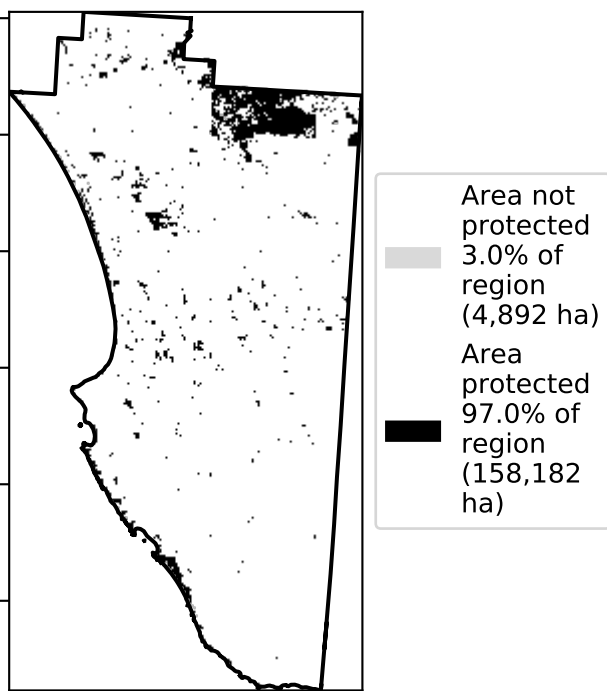 Area not
protected
3.0% of
region
(4,892 ha)
Area
protected
97.0% of
region
(158,182
ha)